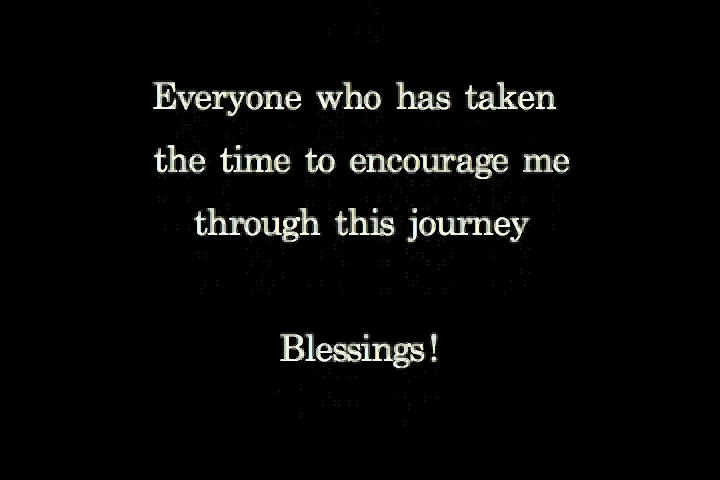 Everyone who has taken
the time to encourage me
through this journey
Blessings!